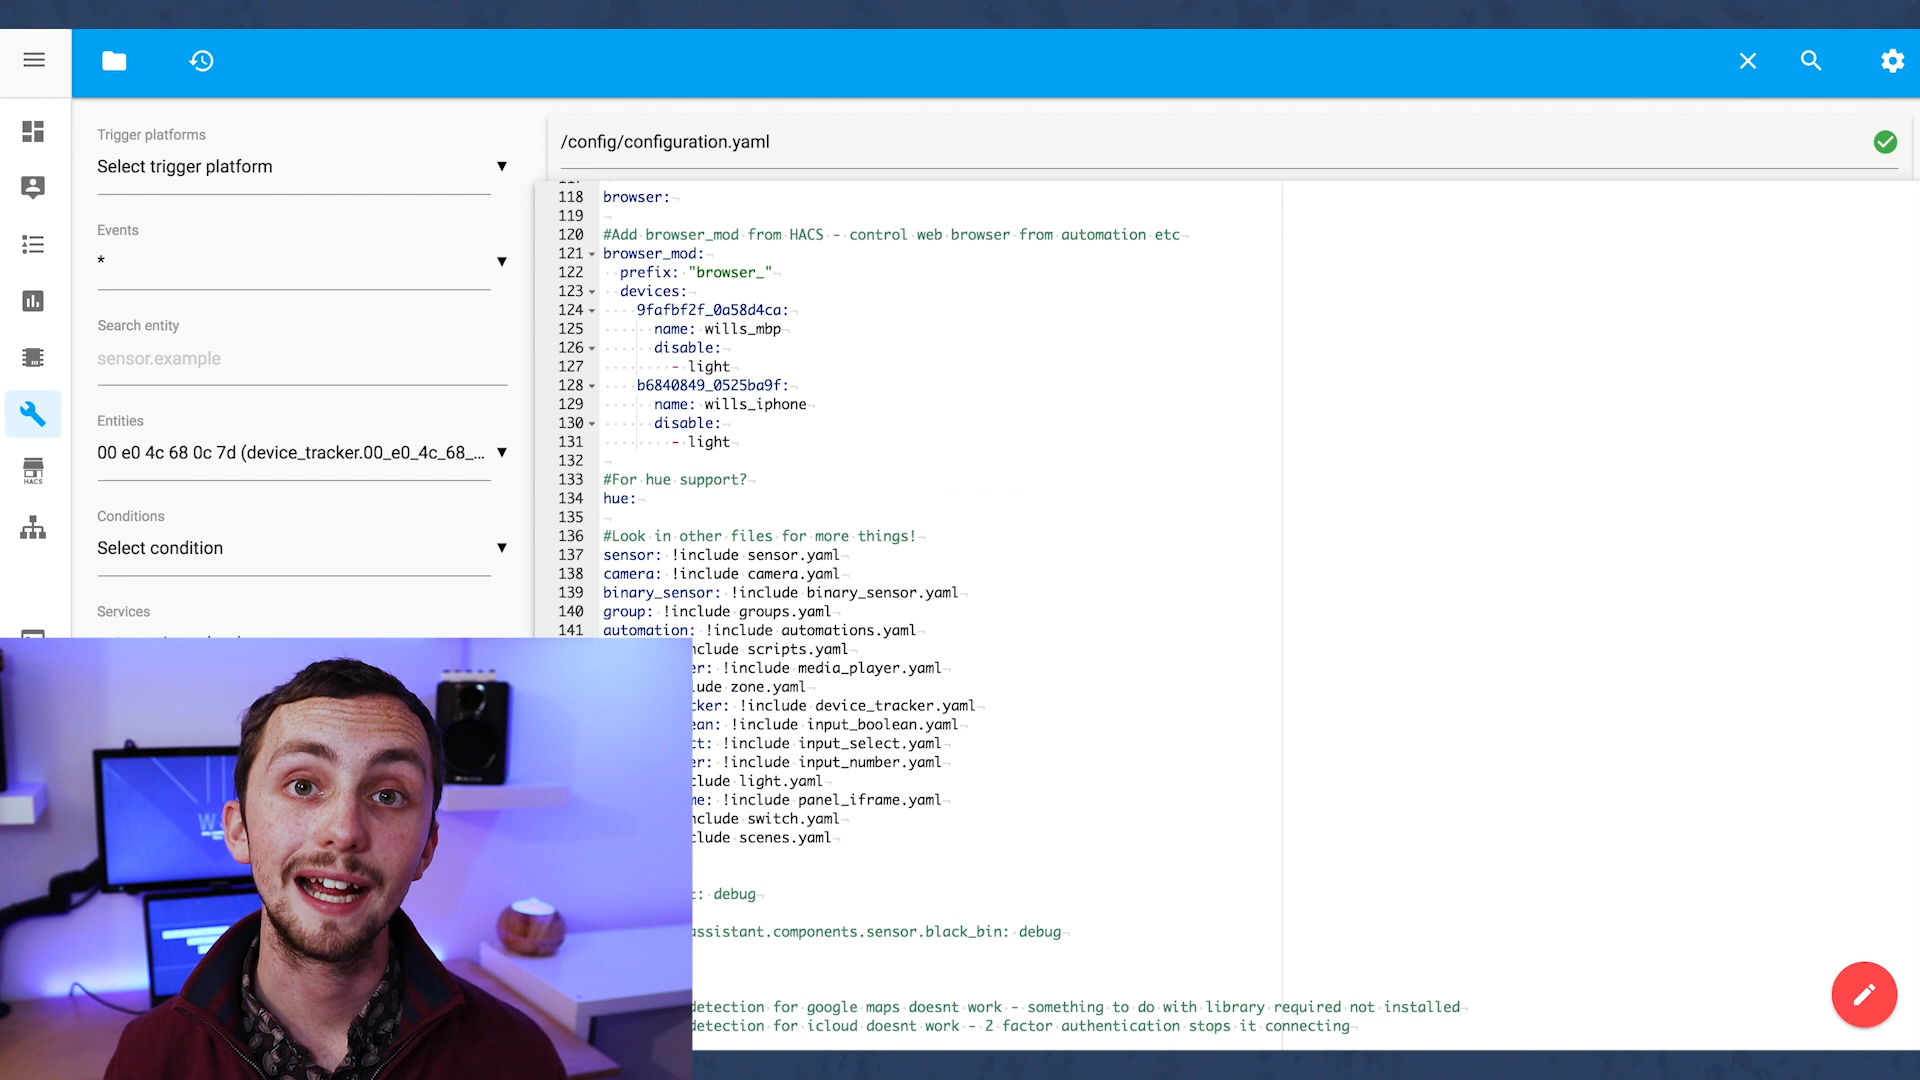 /config/configuration.yaml
Trigger platforms
Select trigger platform
Events
*
Search entity
sensor.example
Entities
00 e0 4c 68 0c 7d (device_tracker.00_e0_4c_68_...
Conditions
Select condition
Services
HACS
118 browser:
119
120 #Add browser_mod from HACS - control web browser from automation etc
121 browser_mod:
122 prefix: "browser_"
123 devices:
124 9fafbf2f_0a58d4ca:
125 name: wills_mbp
126 disable:
127 - light
128 b6840849_0525ba9f:
129 name: wills_iphone
130 disable:
131 - light
132
133 #For hue support?
134 hue:
135
136 #Look in other files for more things!
137 sensor: !include sensor.yaml
138 camera: !include camera.yaml
139 binary_sensor: !include binary_sensor.yaml
140 group: !include groups.yaml
141 automation: !include automations.yaml
nclude scripts.yaml
er: !include media_player.yaml
lude zone.yaml
cker: !include device_tracker.yaml
ean: !include input_boolean.yaml
ct: !include input_select.yaml
er: !include input_number.yaml
clude light.yaml
me: !include panel_iframe.yaml
nclude switch.yaml
clude scenes.yaml
t: debug
assistant.components.sensor.black_bin: debug
detection for google maps doesnt work - something to do with library required not installed
detection for icloud doesnt work - 2 factor authentication stops it connecting